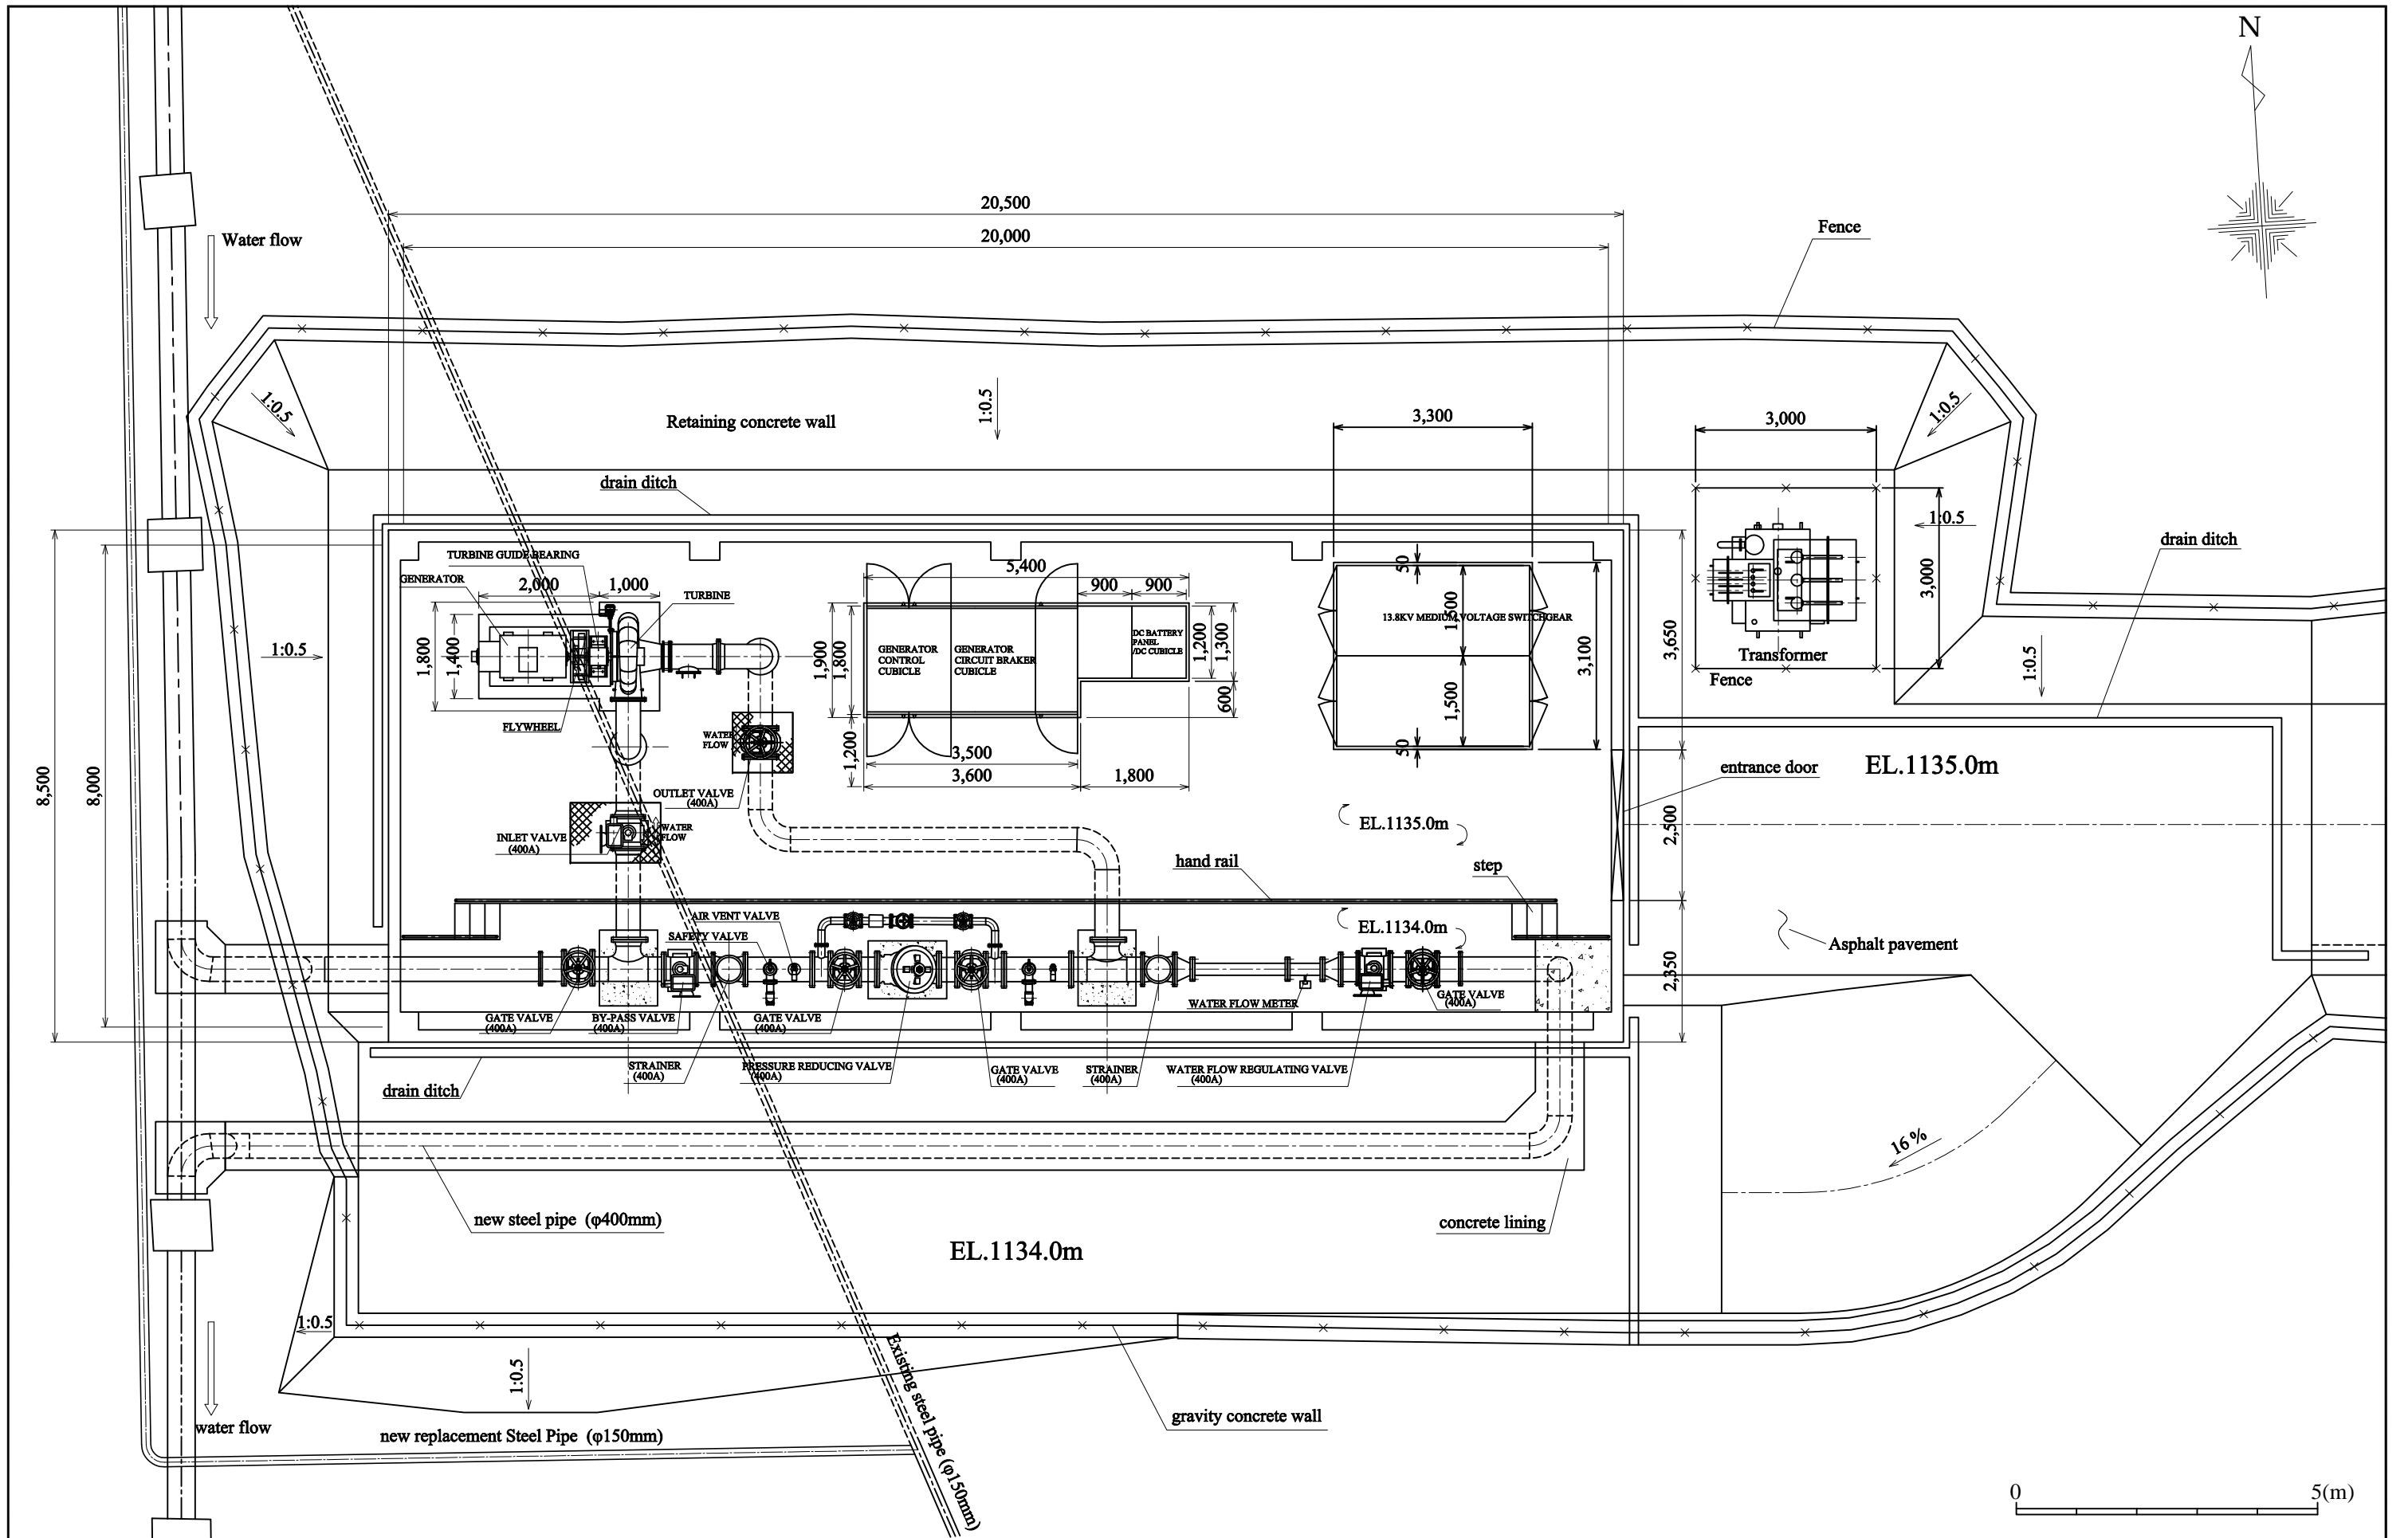 N
20,500
Water flow
Fence
20,000
1:0.5
1:0.5
1:0.5
Retaining concrete wall
3,300
3,000
drain ditch
1:0.5
drain ditch
TURBINE GUIDE BEARING
GENERATOR
2,000
1,000
TURBINE
5,400
900
900
50
1,500
13.8KV MEDIUM VOLTAGE SWITCHGEAR
3,100
3,650
3,000
1,800
1,400
1,900
1,800
GENERATOR
CONTROL
CUBICLE
GENERATOR
CIRCUIT BRAKER
CUBICLE
DC BATTERY
PANEL
/DC CUBICLE
1,200
1,300
600
1:0.5
Transformer
Fence
1:0.5
FLYWHEEL
WATER
FLOW
1,200
3,500
3,600
1,800
1,500
50
entrance door
EL.1135.0m
8,500
8,000
OUTLET VALVE
(400A)
INLET VALVE
(400A)
WATER
FLOW
EL.1135.0m
2,500
hand rail
step
AIR VENT VALVE
SAFETY VALVE
EL.1134.0m
Asphalt pavement
2,350
WATER FLOW METER
GATE VALVE
(400A)
GATE VALVE
(400A)
BY-PASS VALVE
(400A)
GATE VALVE
(400A)
STRAINER
(400A)
PRESSURE REDUCING VALVE
(400A)
GATE VALVE
(400A)
STRAINER
(400A)
WATER FLOW REGULATING VALVE
(400A)
drain ditch
16 %
new steel pipe (φ400mm)
concrete lining
EL.1134.0m
1:0.5
1:0.5
Existing steel pipe (φ150mm)
water flow
new replacement Steel Pipe (φ150mm)
gravity concrete wall
0
5(m)